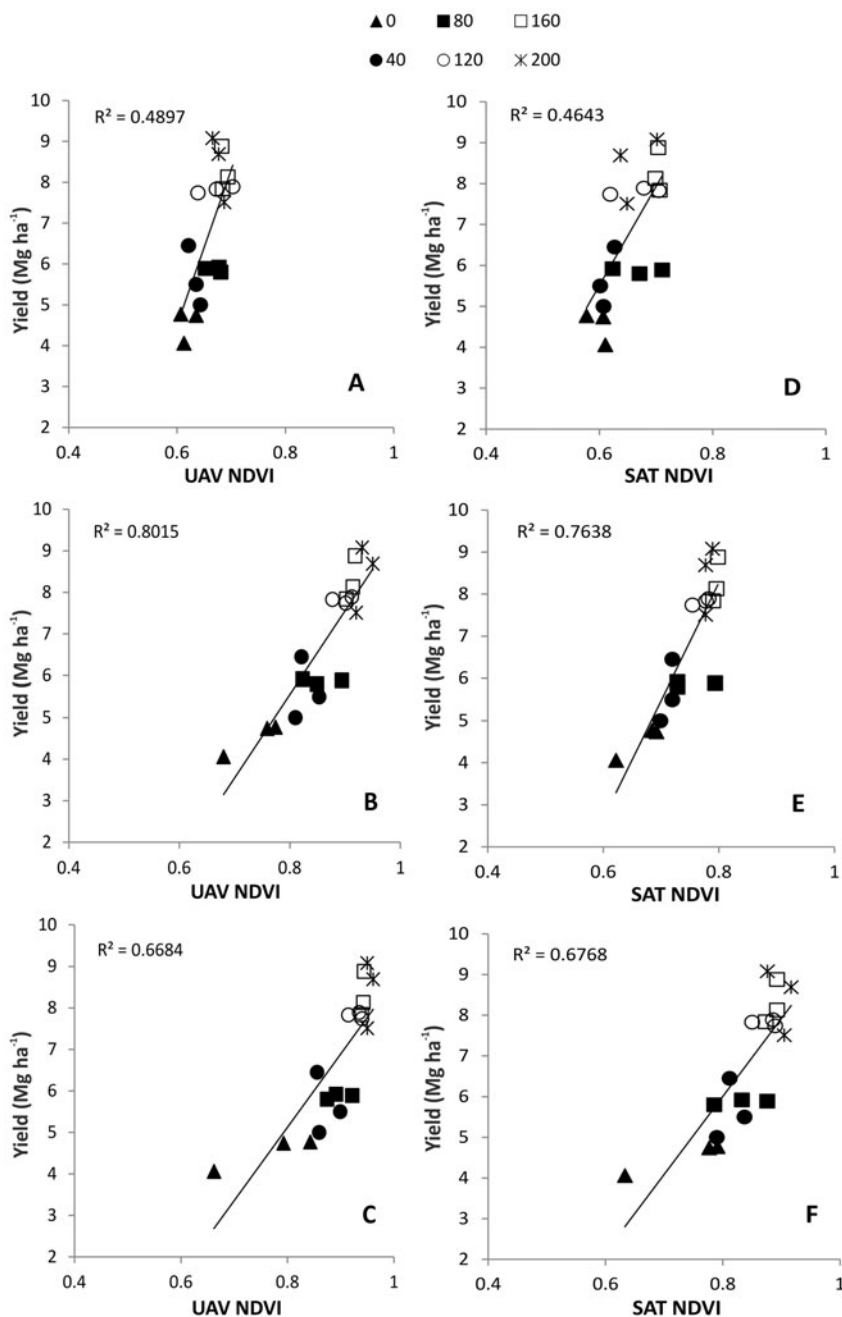 0 80 160
40 120 200
R² = 0.4897
10
9
8
7
6
5
4
3
2
Yield (Mg ha⁻¹)
A
0.4 0.6 0.8 1
UAV NDVI
R² = 0.4643
10
9
8
7
6
5
4
3
2
Yield (Mg ha⁻¹)
D
0.4 0.6 0.8 1
SAT NDVI
R² = 0.8015
10
9
8
7
6
5
4
3
2
Yield (Mg ha⁻¹)
B
0.4 0.6 0.8 1
UAV NDVI
R² = 0.7638
10
9
8
7
6
5
4
3
2
Yield (Mg ha⁻¹)
E
0.4 0.6 0.8 1
SAT NDVI
R² = 0.6684
10
9
8
7
6
5
4
3
2
Yield (Mg ha⁻¹)
C
0.4 0.6 0.8 1
UAV NDVI
R² = 0.6768
10
9
8
7
6
5
4
3
2
Yield (Mg ha⁻¹)
F
0.4 0.6 0.8 1
SAT NDVI